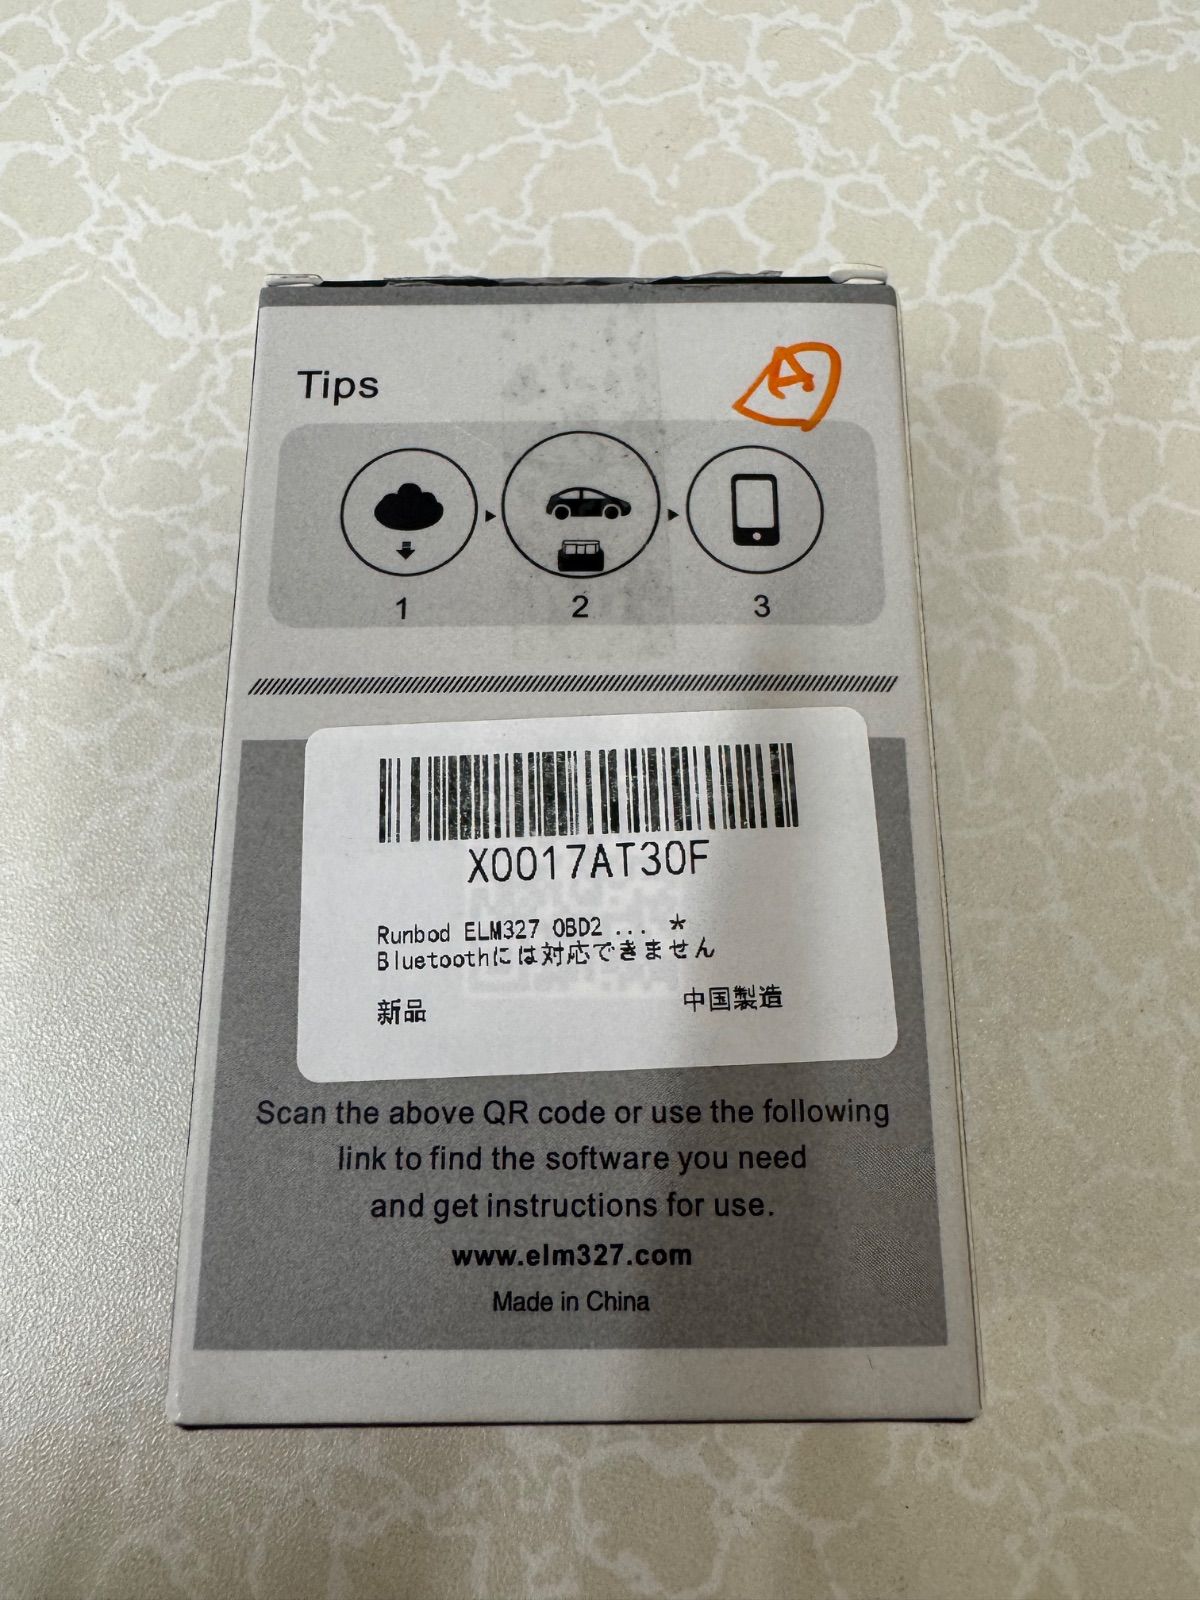 Tips
1
2
3
X0017AT30F
Runbod ELM327 OBD2 ... *
Bluetoothには対応できません
新品
中国製造
Scan the above QR code or use the following
link to find the software you need
and get instructions for use.
www.elm327.com
Made in China